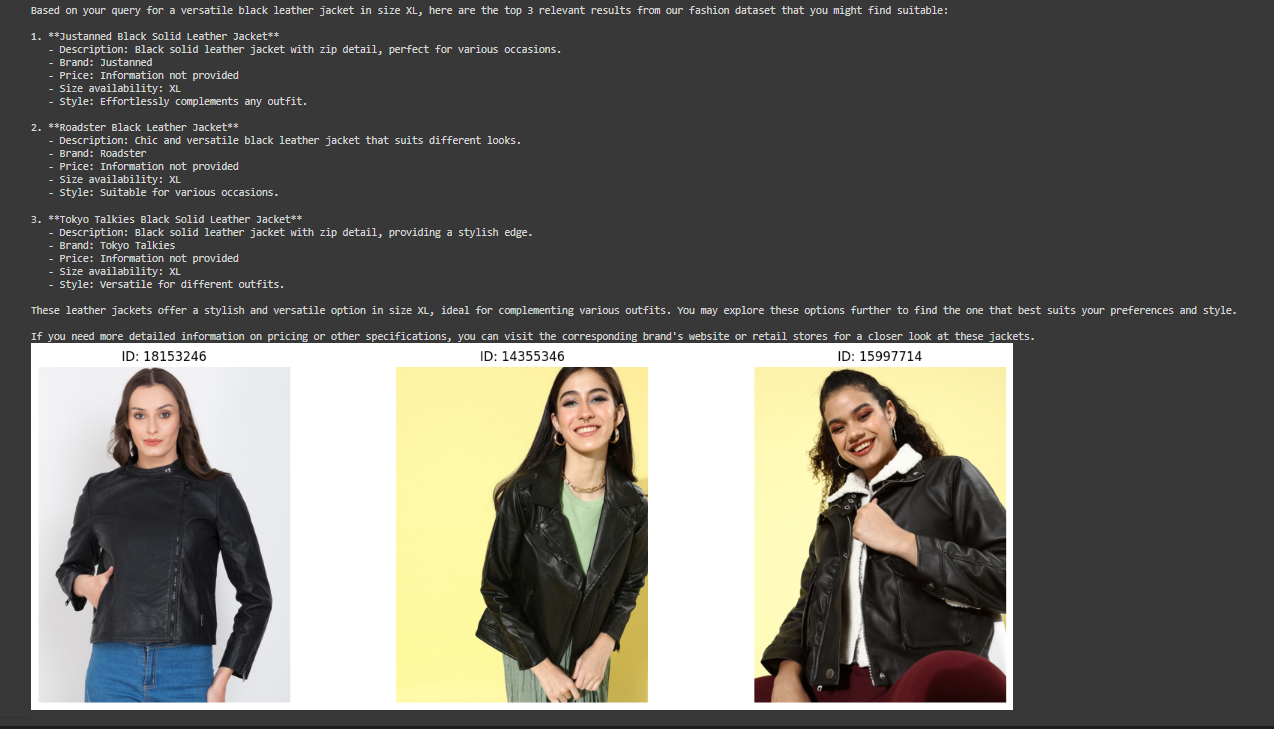 Based on your query for a versatile black leather jacket in size XL, here are the top 3 relevant results from our fashion dataset that you might find suitable:
1. **Justanned Black Solid Leather Jacket**
- Description: Black solid leather jacket with zip detail, perfect for various occasions.
- Brand: Justanned
- Price: Information not provided
- Size availability: XL
- Style: Effortlessly complements any outfit.
2. **Roadster Black Leather Jacket**
- Description: Chic and versatile black leather jacket that suits different looks.
- Brand: Roadster
- Price: Information not provided
- Size availability: XL
- Style: Suitable for various occasions.
3. **Tokyo Talkies Black Solid Leather Jacket**
- Description: Black solid leather jacket with zip detail, providing a stylish edge.
- Brand: Tokyo Talkies
- Price: Information not provided
- Size availability: XL
- Style: Versatile for different outfits.
These leather jackets offer a stylish and versatile option in size XL, ideal for complementing various outfits. You may explore these options further to find the one that best suits your preferences and style.
If you need more detailed information on pricing or other specifications, you can visit the corresponding brand's website or retail stores for a closer look at these jackets.
ID: 18153246
ID: 14355346
ID: 15997714